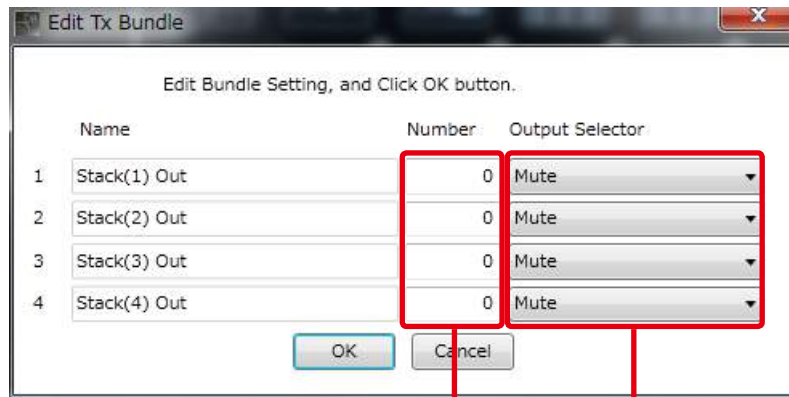 Edit Tx Bundle
Edit Bundle Setting, and Click OK button.
Name Number Output Selector
1 Stack(1) Out 0 Mute
2 Stack(2) Out 0 Mute
3 Stack(3) Out 0 Mute
4 Stack(4) Out 0 Mute
OK Cancel